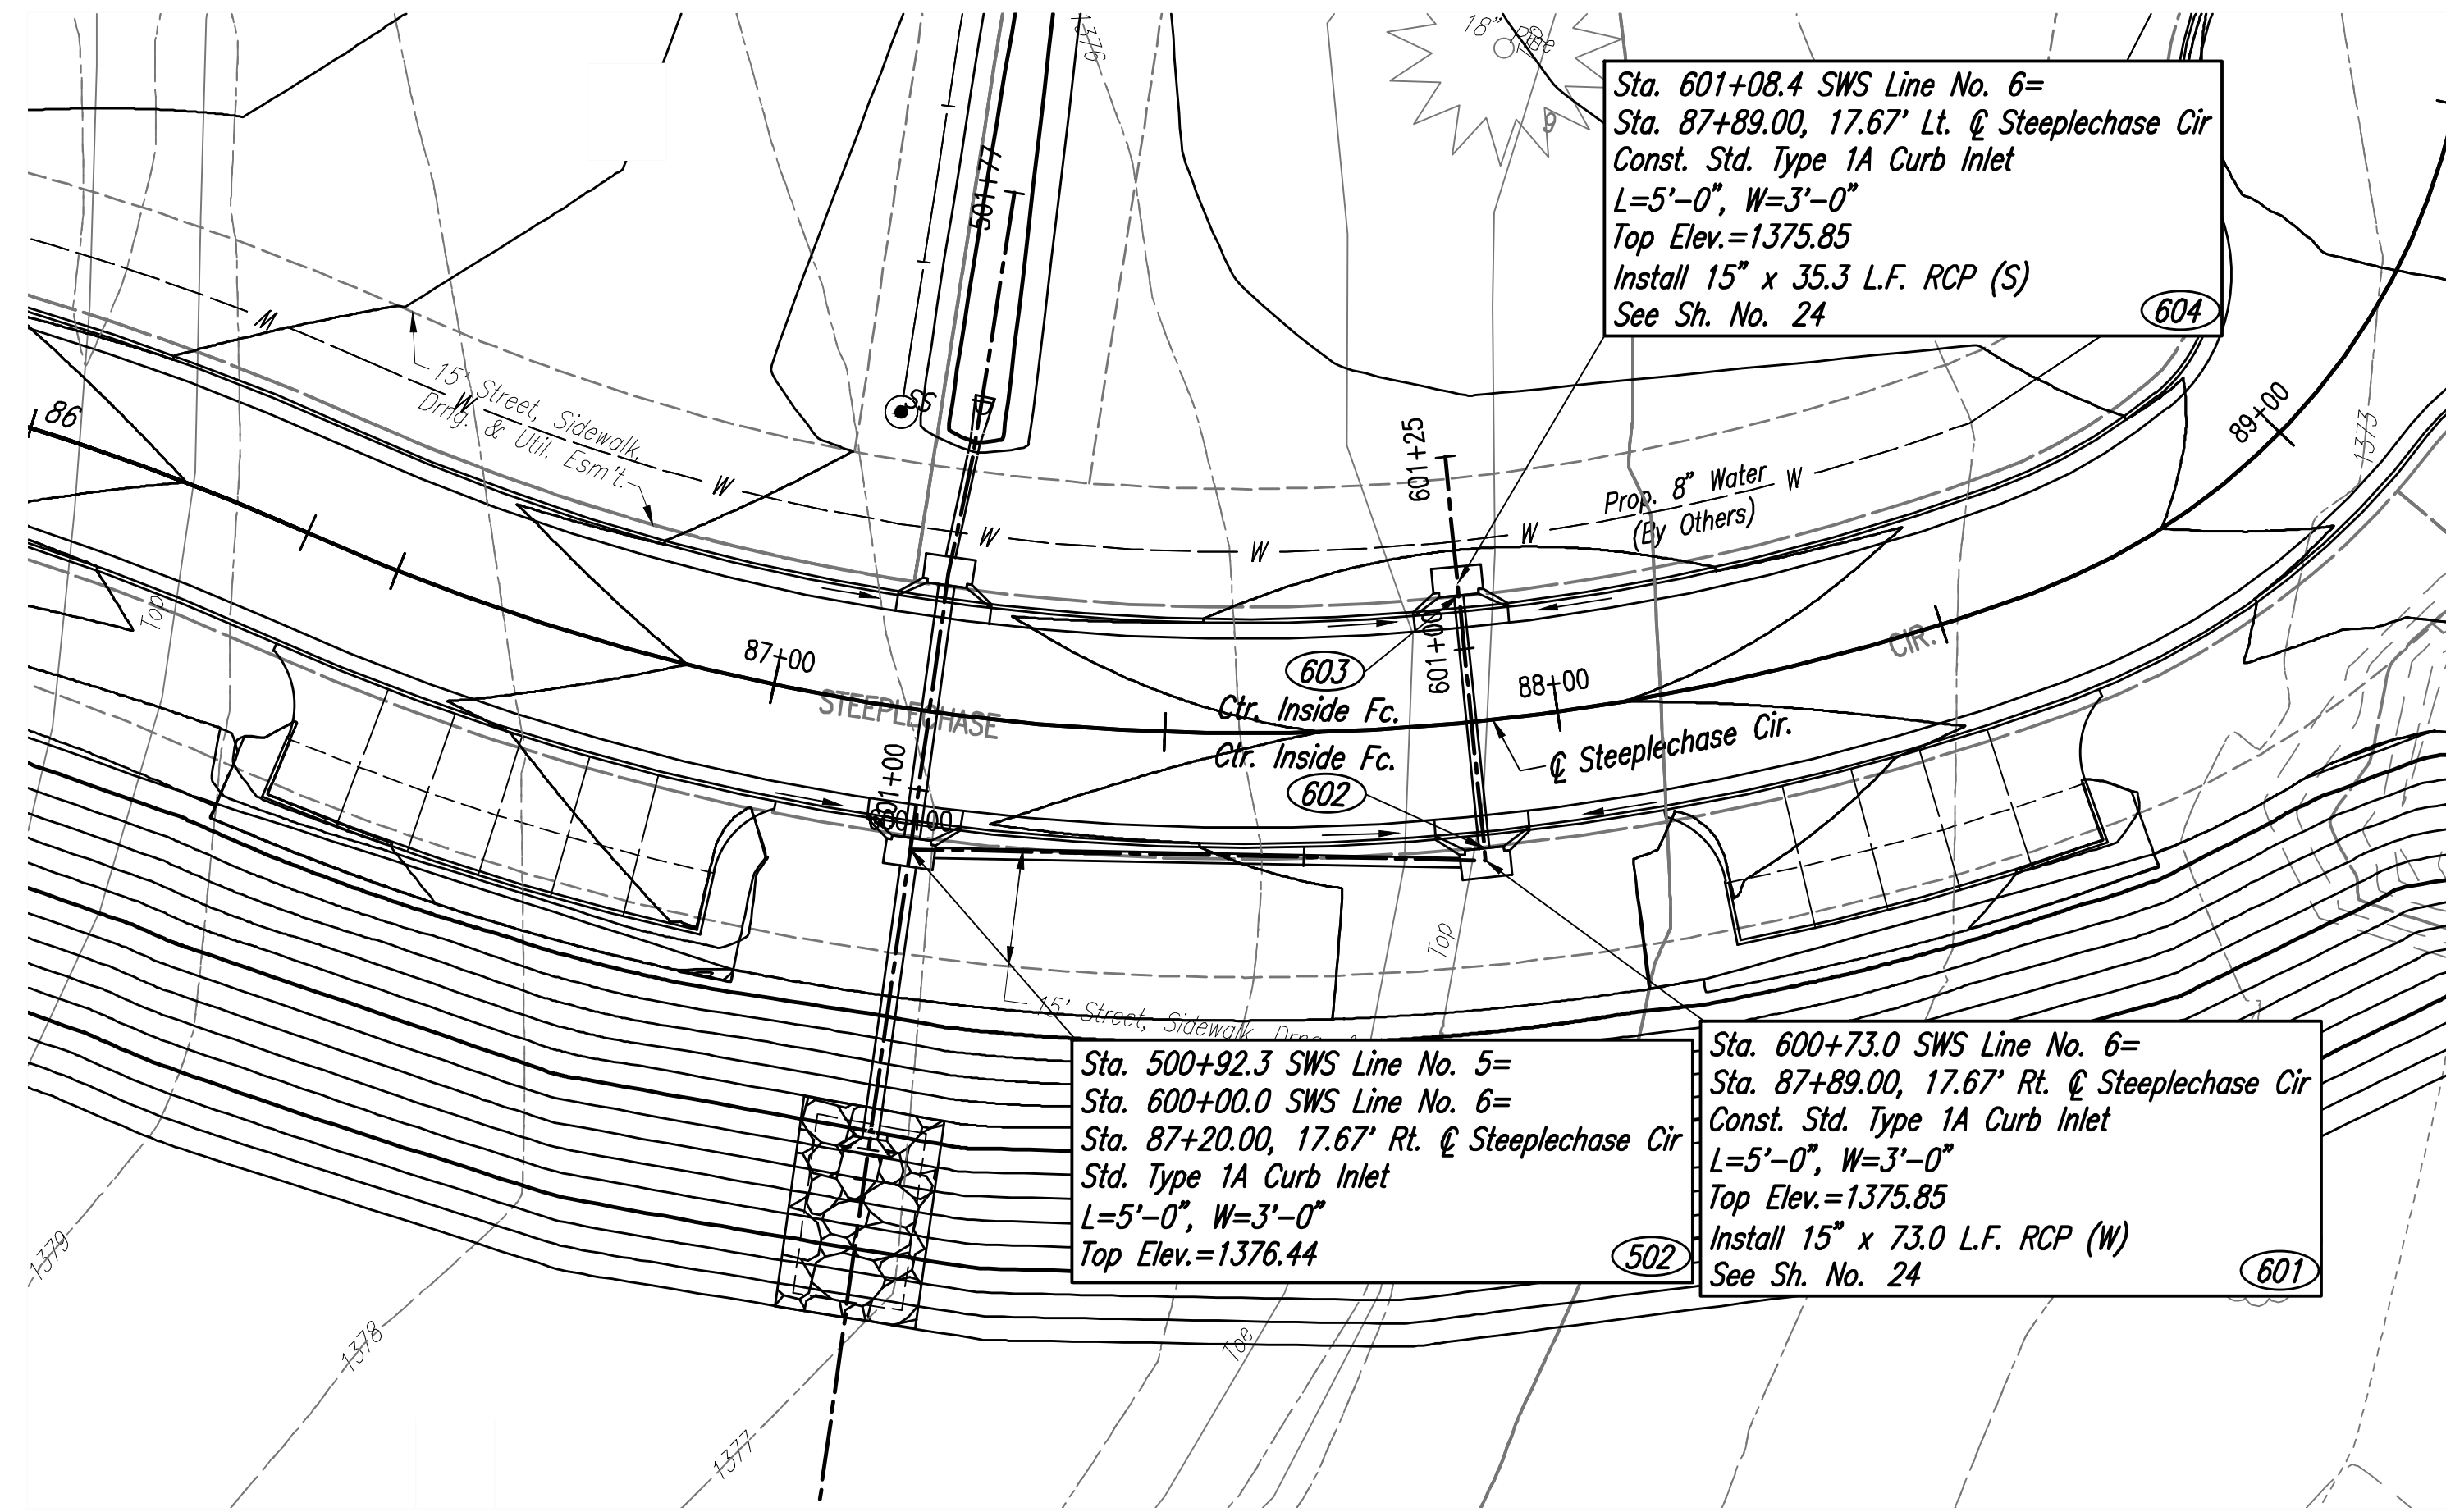 1376
18" Pine
9
501+77
Sta. 601+08.4 SWS Line No. 6=
Sta. 87+89.00, 17.67' Lt. ℄ Steeplechase Cir
Const. Std. Type 1A Curb Inlet
L=5'-0", W=3'-0"
Top Elev.=1375.85
Install 15" x 35.3 L.F. RCP (S)
See Sh. No. 24
604
W
86
15' Street, Sidewalk,
Drng. & Util. Esm't.
W
SS
D
W
W
W
W
W
601+25
Prop. 8" Water
(By Others)
89+00
1373
Top
87+00
STEEPLECHASE
603
601+08
Ctr. Inside Fc.
88+00
CIR.
Ctr. Inside Fc.
602
℄ Steeplechase Cir.
600+00
Top
15' Street, Sidewalk, Drng.
Sta. 500+92.3 SWS Line No. 5=
Sta. 600+00.0 SWS Line No. 6=
Sta. 87+20.00, 17.67' Rt. ℄ Steeplechase Cir
Std. Type 1A Curb Inlet
L=5'-0", W=3'-0"
Top Elev.=1376.44
502
Sta. 600+73.0 SWS Line No. 6=
Sta. 87+89.00, 17.67' Rt. ℄ Steeplechase Cir
Const. Std. Type 1A Curb Inlet
L=5'-0", W=3'-0"
Top Elev.=1375.85
Install 15" x 73.0 L.F. RCP (W)
See Sh. No. 24
601
1379
1378
1377
Toe